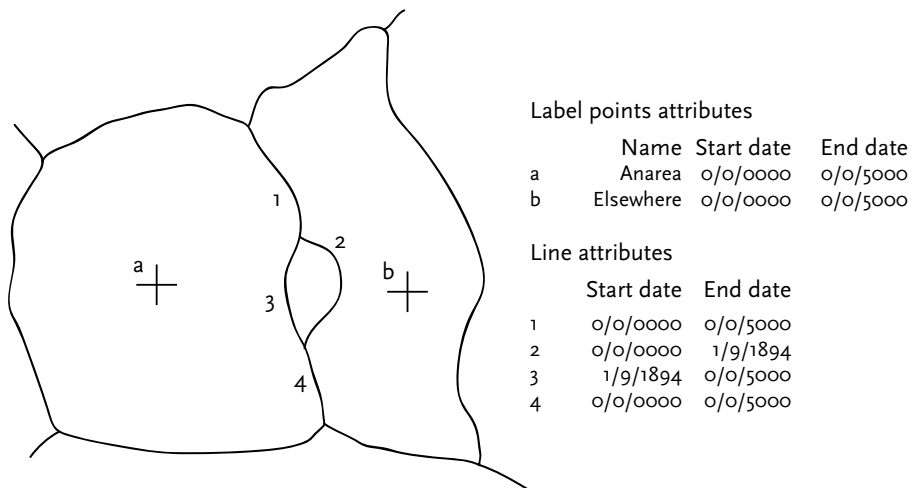 Label points attributes
Name Start date End date
a Anarea 0/0/0000 0/0/5000
b Elsewhere 0/0/0000 0/0/5000
Line attributes
Start date End date
1 0/0/0000 0/0/5000
2 0/0/0000 1/9/1894
3 1/9/1894 0/0/5000
4 0/0/0000 0/0/5000
1
2
a
b
3
4